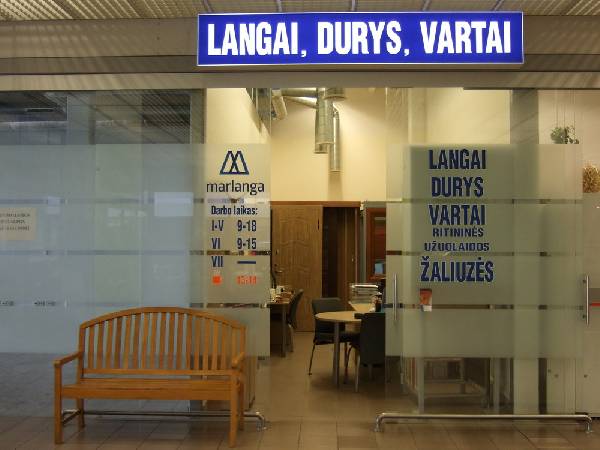 LANGAI, DURYS, VARTAI
marlanga
Darbo laikas:
I-V 9-18
VI 9-15
VII —
LANGAI
DURYS
VARTAI
RITININĖS
UŽUOLAIDOS
ŽALIUZĖS